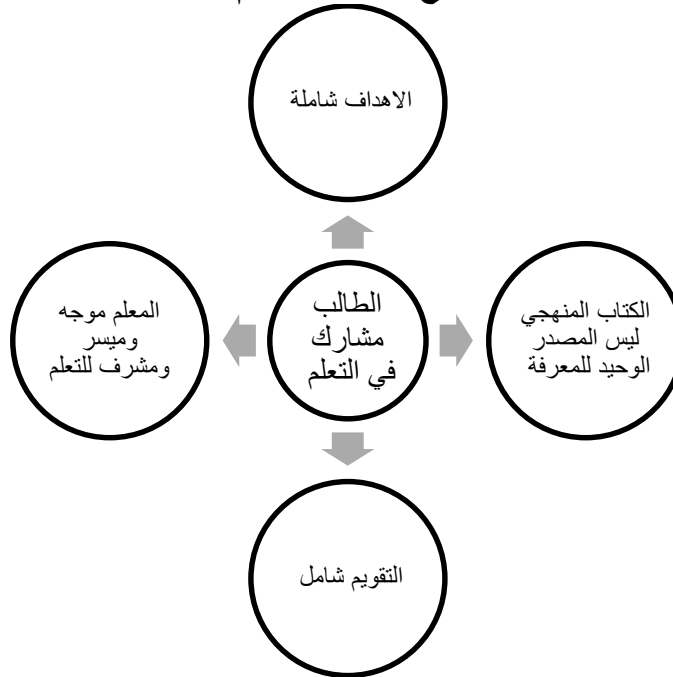 الاهداف شاملة
الكتاب المنهجي
ليس المصدر
الوحيد للمعرفة
الطالب
مشارك
في التعلم
المعلم موجه
وميسر
ومشرف للتعلم
التقويم شامل